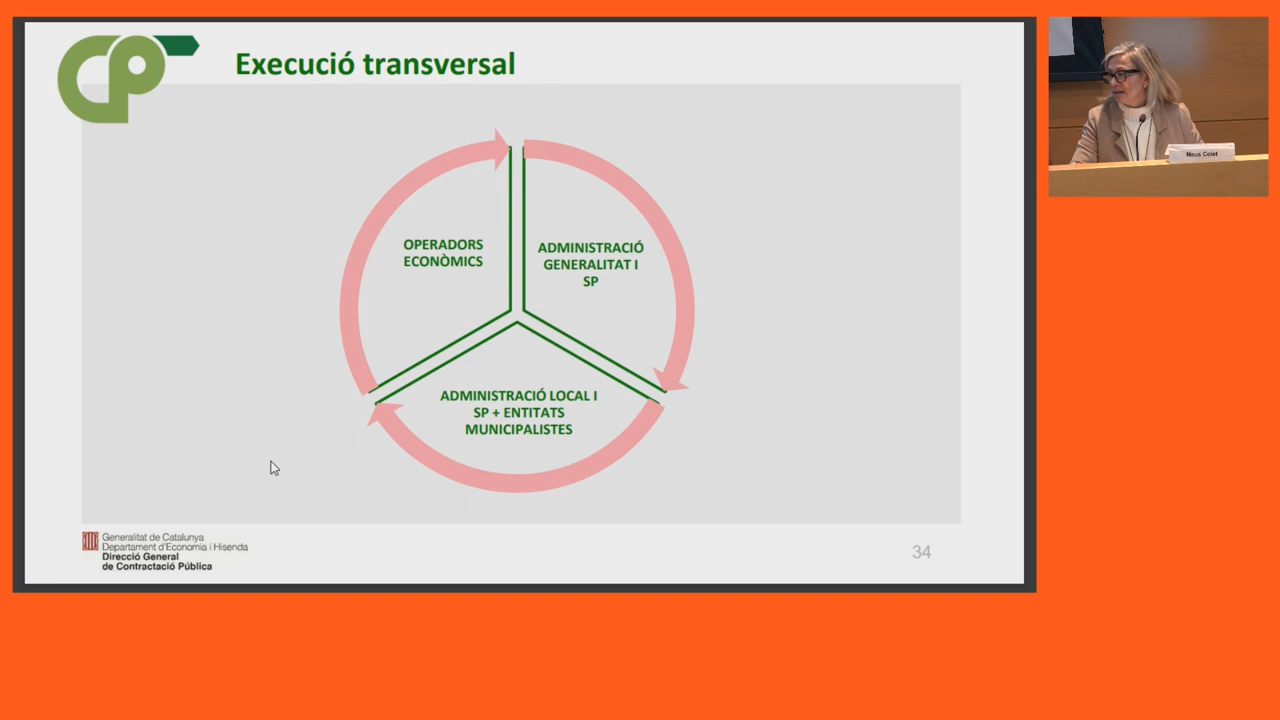 CP
Execució transversal
OPERADORS
ECONÒMICS
ADMINISTRACIÓ
GENERALITAT I
SP
ADMINISTRACIÓ LOCAL I
SP + ENTITATS
MUNICIPALISTES
Generalitat de Catalunya
Departament d'Economia i Hisenda
Direcció General
de Contractació Pública
34
Neus Colet